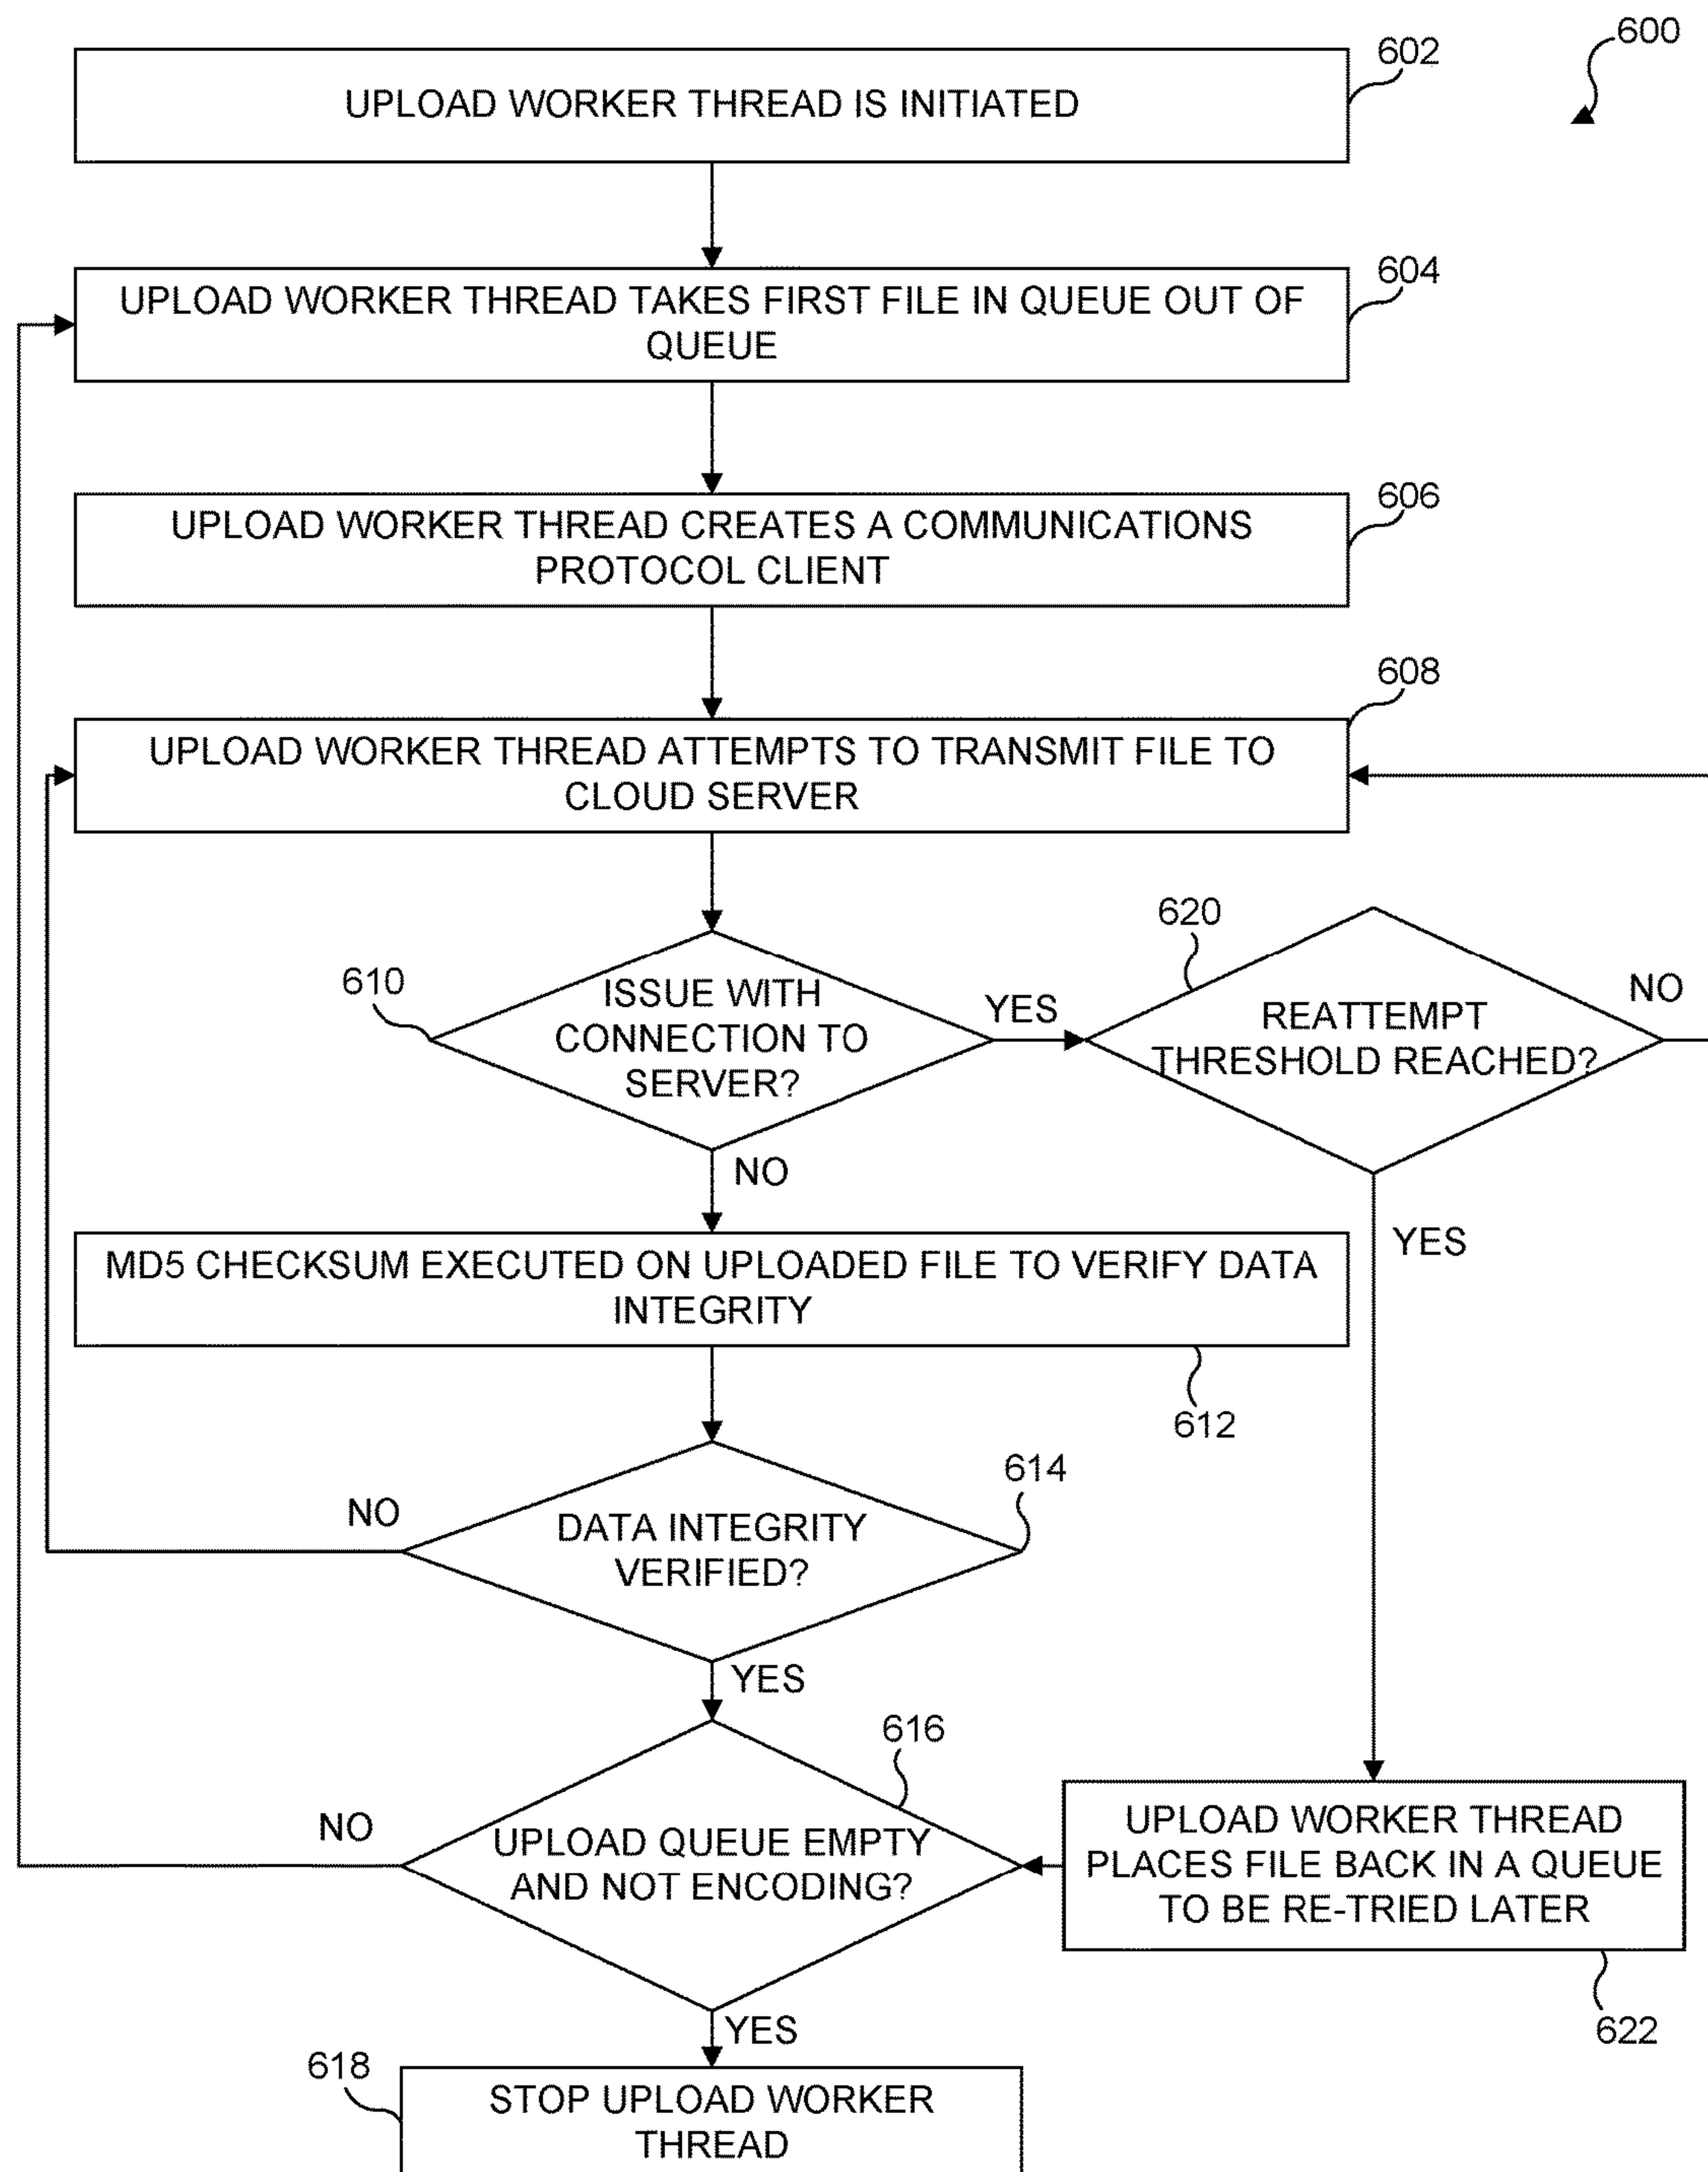 600
602
UPLOAD WORKER THREAD IS INITIATED
604
UPLOAD WORKER THREAD TAKES FIRST FILE IN QUEUE OUT OF
QUEUE
606
UPLOAD WORKER THREAD CREATES A COMMUNICATIONS
PROTOCOL CLIENT
608
UPLOAD WORKER THREAD ATTEMPTS TO TRANSMIT FILE TO
CLOUD SERVER
610
ISSUE WITH
CONNECTION TO
SERVER?
YES
620
REATTEMPT
THRESHOLD REACHED?
NO
NO
YES
MD5 CHECKSUM EXECUTED ON UPLOADED FILE TO VERIFY DATA
INTEGRITY
612
614
DATA INTEGRITY
VERIFIED?
NO
YES
616
UPLOAD QUEUE EMPTY
AND NOT ENCODING?
NO
UPLOAD WORKER THREAD
PLACES FILE BACK IN A QUEUE
TO BE RE-TRIED LATER
622
YES
618
STOP UPLOAD WORKER
THREAD